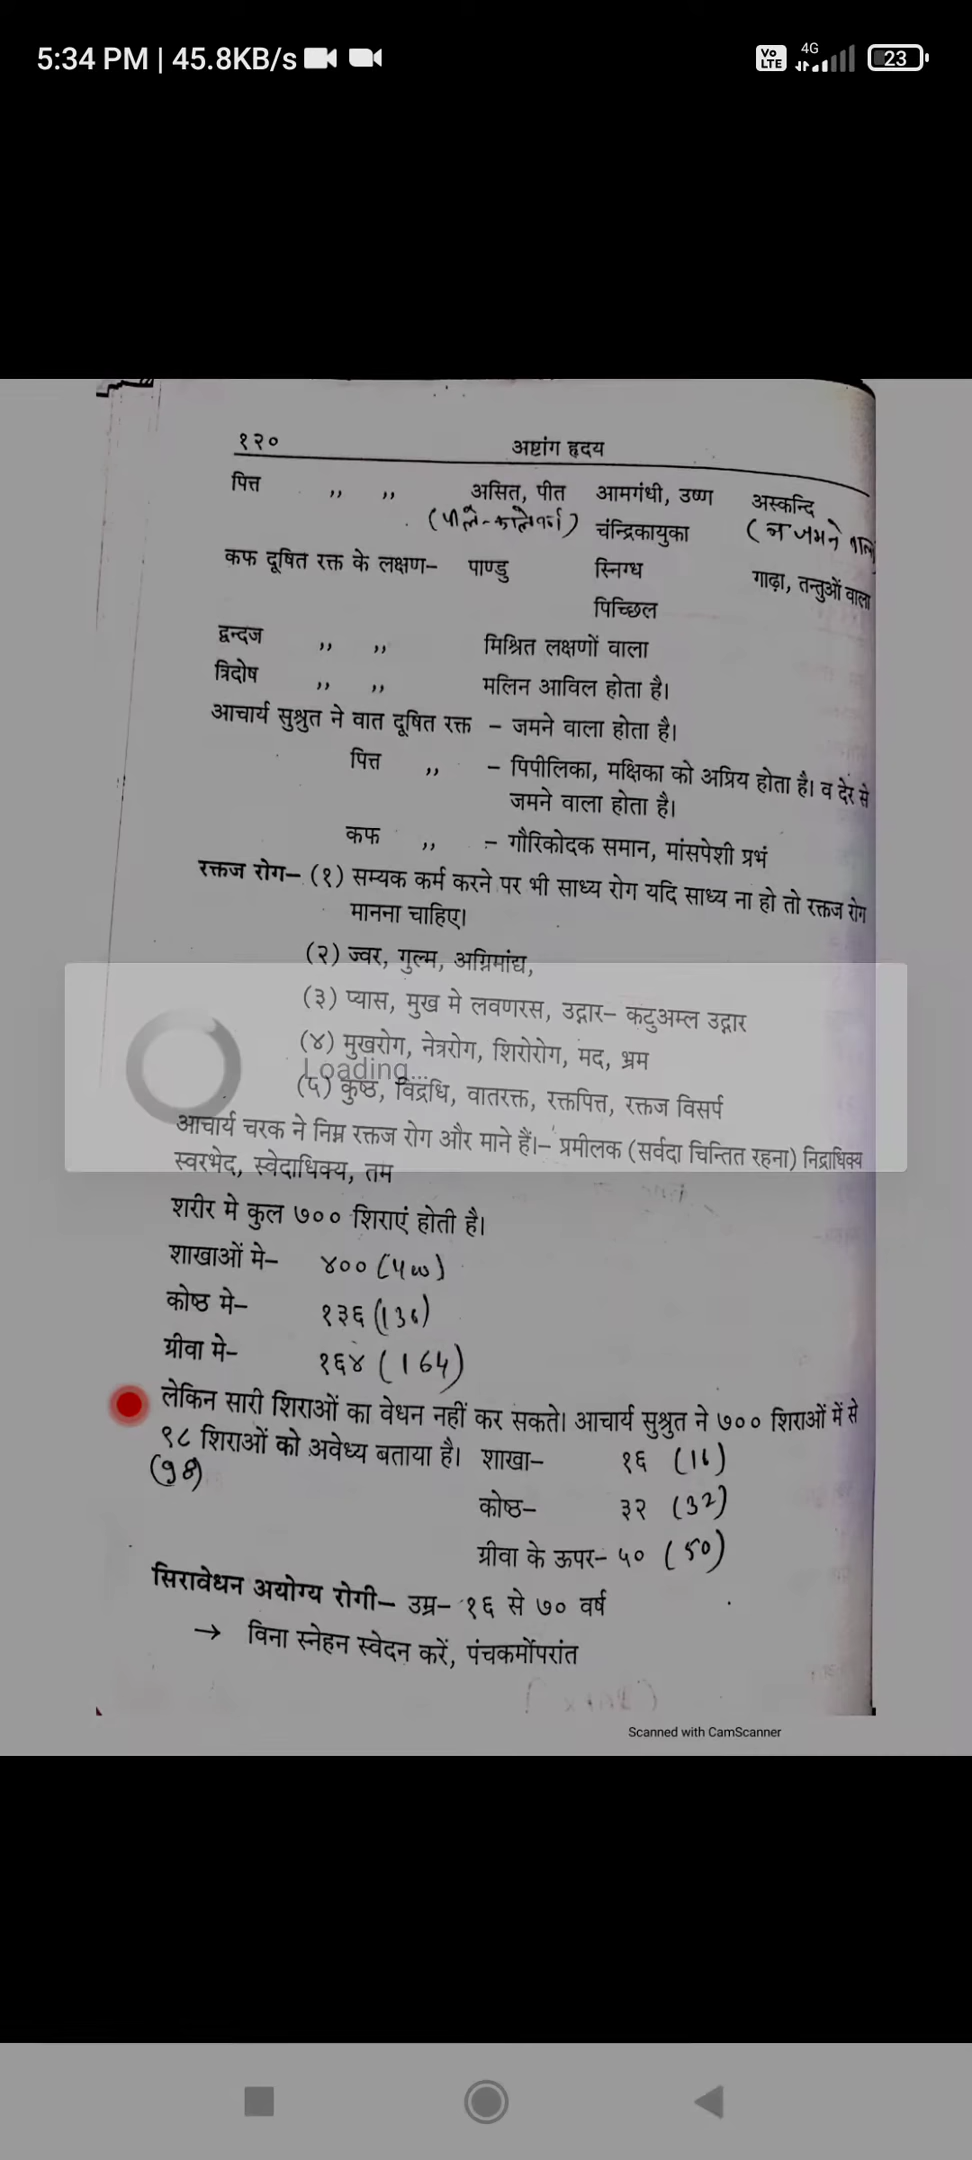 5:34 PM | 45.8KB/s Vo LTE 4G 23
१२० अष्टांग हृदय
पित्त ,, ,, असित, पीत आमगंधी, उष्ण अस्कन्दि
(पीले-काले वर्ण) चंन्द्रिकायुका (न जमने वाला
कफ दूषित रक्त के लक्षण– पाण्डु स्निग्ध गाढ़ा, तन्तुओं वाला
पिच्छिल
द्वन्दज ,, ,, मिश्रित लक्षणों वाला
त्रिदोष ,, ,, मलिन आविल होता है।
आचार्य सुश्रुत ने वात दूषित रक्त – जमने वाला होता है।
पित्त ,, – पिपीलिका, मक्षिका को अप्रिय होता है। व देर से
जमने वाला होता है।
कफ ,, – गौरिकोदक समान, मांसपेशी प्रभं
रक्तज रोग– (१) सम्यक कर्म करने पर भी साध्य रोग यदि साध्य ना हो तो रक्तज रोग
मानना चाहिए।
(२) ज्वर, गुल्म, अग्निमांद्य,
(३) प्यास, मुख मे लवणरस, उद्गार– कटुअम्ल उद्गार
(४) मुखरोग, नेत्ररोग, शिरोरोग, मद, भ्रम
Loading...
(५) कुष्ठ, विद्रधि, वातरक्त, रक्तपित्त, रक्तज विसर्प
आचार्य चरक ने निम्न रक्तज रोग और माने हैं।– प्रमीलक (सर्वदा चिन्तित रहना) निद्राधिक्य
स्वरभेद, स्वेदाधिक्य, तम
शरीर मे कुल ७०० शिराएं होती है।
शाखाओं मे– ४०० (400)
कोष्ठ मे– १३६ (136)
ग्रीवा मे– १६४ (164)
लेकिन सारी शिराओं का वेधन नहीं कर सकते। आचार्य सुश्रुत ने ७०० शिराओं में से
९८ शिराओं को अवेध्य बताया है। शाखा– १६ (16)
(98)
कोष्ठ– ३२ (32)
ग्रीवा के ऊपर– ५० (50)
सिरावेधन अयोग्य रोगी– उम्र– १६ से ७० वर्ष
→ विना स्नेहन स्वेदन करें, पंचकर्मोपरांत
Scanned with CamScanner